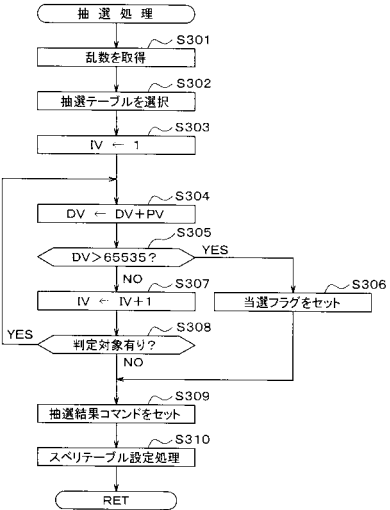 抽選処理
S301
乱数を取得
S302
抽選テーブルを選択
S303
IV ← 1
S304
DV ← DV+PV
S305
DV>65535?
YES
NO
S306
当選フラグをセット
S307
IV ← IV+1
S308
判定対象有り?
YES
NO
S309
抽選結果コマンドをセット
S310
スベリテーブル設定処理
RET